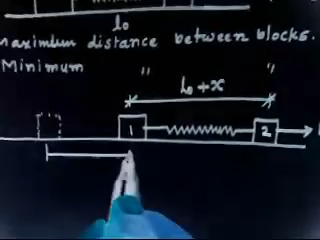 l₀
maximum distance between blocks.
Minimum " "
l₀+x
1 2